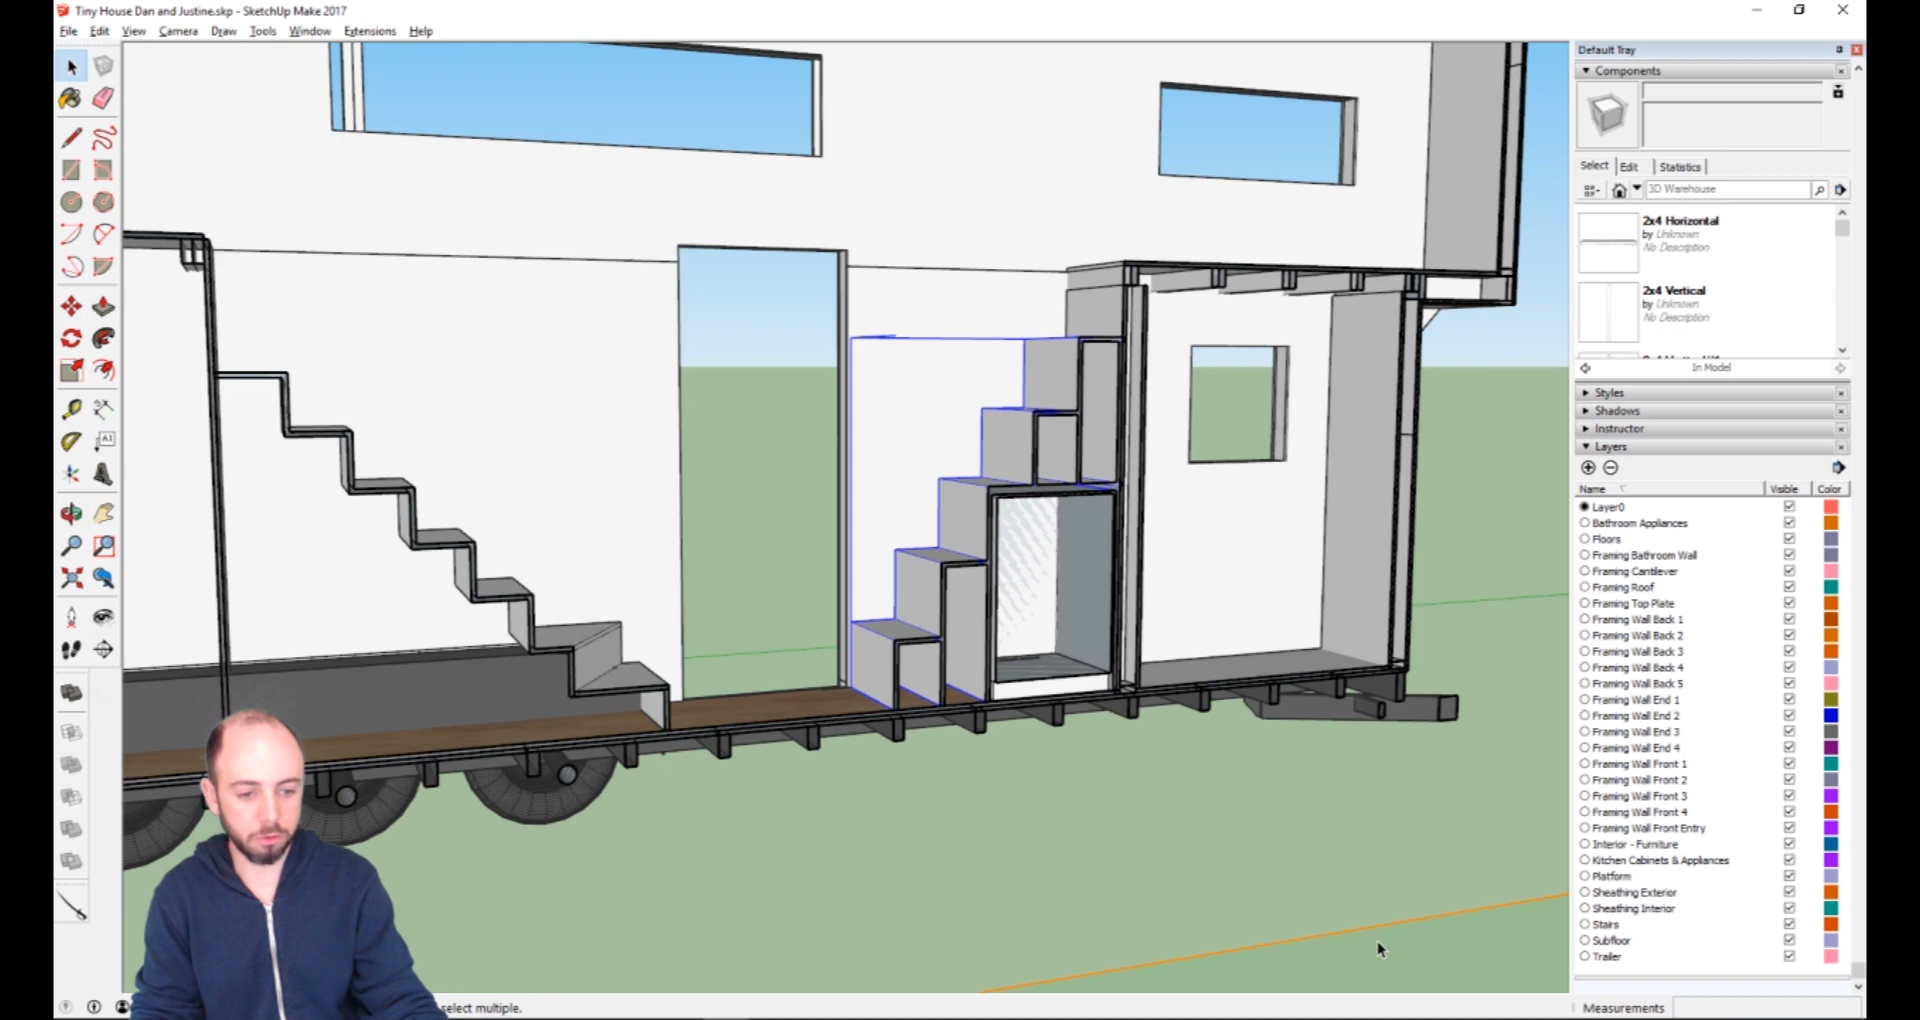 Tiny House Dan and Justine.skp - SketchUp Make 2017
File Edit View Camera Draw Tools Window Extensions Help
Default Tray
Components
Select Edit Statistics
3D Warehouse
2x4 Horizontal
by Unknown
No Description
2x4 Vertical
by Unknown
No Description
In Model
Styles
Shadows
Instructor
Layers
Name Visible Color
Layer0
Bathroom Appliances
Floors
Framing Bathroom Wall
Framing Cantilever
Framing Roof
Framing Top Plate
Framing Wall Back 1
Framing Wall Back 2
Framing Wall Back 3
Framing Wall Back 4
Framing Wall Back 5
Framing Wall End 1
Framing Wall End 2
Framing Wall End 3
Framing Wall End 4
Framing Wall Front 1
Framing Wall Front 2
Framing Wall Front 3
Framing Wall Front 4
Framing Wall Front Entry
Interior - Furniture
Kitchen Cabinets & Appliances
Platform
Sheathing Exterior
Sheathing Interior
Stairs
Subfloor
Trailer
select multiple.
Measurements